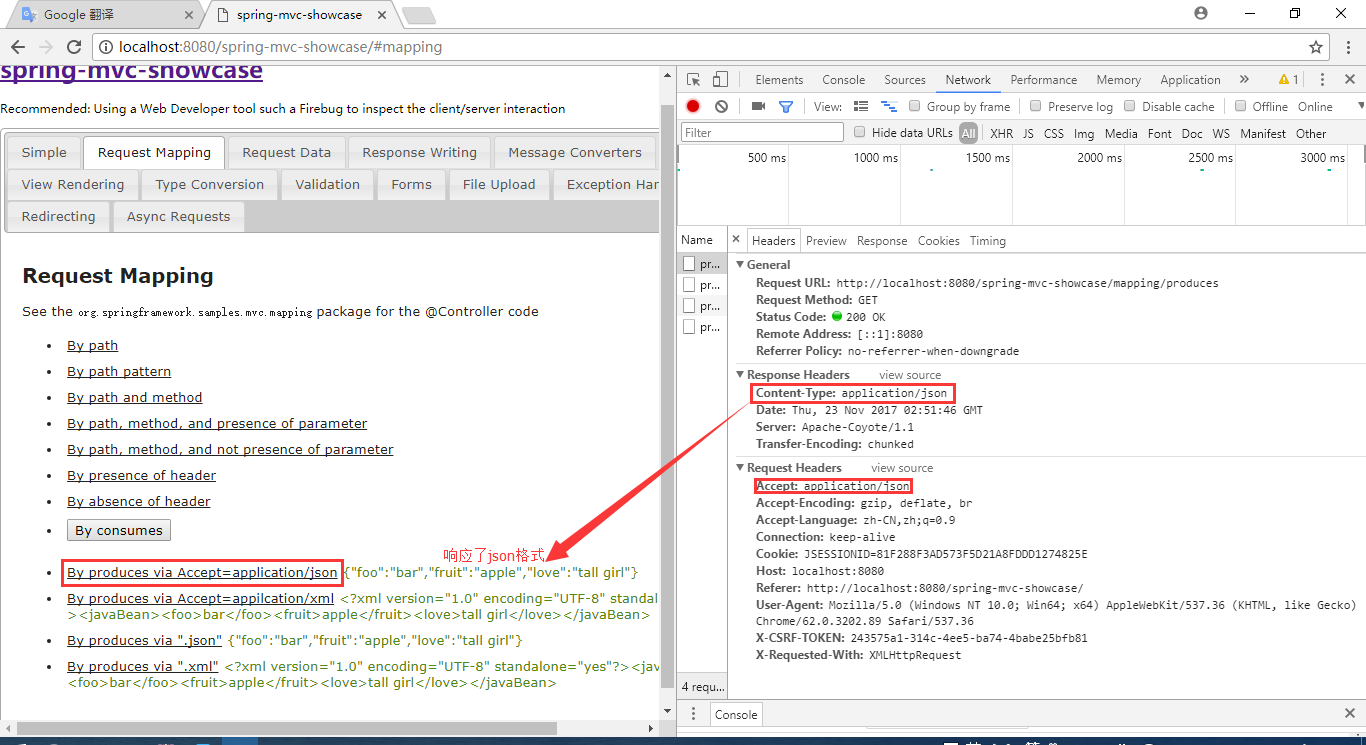 Google 翻译
spring-mvc-showcase
localhost:8080/spring-mvc-showcase/#mapping
spring-mvc-showcase
Recommended: Using a Web Developer tool such a Firebug to inspect the client/server interaction
Simple Request Mapping Request Data Response Writing Message Converters
View Rendering Type Conversion Validation Forms File Upload Exception Har
Redirecting Async Requests
Request Mapping
See the org.springframework.samples.mvc.mapping package for the @Controller code
By path
By path pattern
By path and method
By path, method, and presence of parameter
By path, method, and not presence of parameter
By presence of header
By absence of header
By consumes
响应了json格式
By produces via Accept=application/json {"foo":"bar","fruit":"apple","love":"tall girl"}
By produces via Accept=appilcation/xml <?xml version="1.0" encoding="UTF-8" standal
><javaBean><foo>bar</foo><fruit>apple</fruit><love>tall girl</love></javaBean>
By produces via ".json" {"foo":"bar","fruit":"apple","love":"tall girl"}
By produces via ".xml" <?xml version="1.0" encoding="UTF-8" standalone="yes"?><jav
<foo>bar</foo><fruit>apple</fruit><love>tall girl</love></javaBean>
Elements Console Sources Network Performance Memory Application » 1
View: Group by frame Preserve log Disable cache Offline Online
Filter Hide data URLs All XHR JS CSS Img Media Font Doc WS Manifest Other
500 ms 1000 ms 1500 ms 2000 ms 2500 ms 3000 ms
Name
pr...
pr...
pr...
pr...
4 requ...
Headers Preview Response Cookies Timing
General
Request URL: http://localhost:8080/spring-mvc-showcase/mapping/produces
Request Method: GET
Status Code: 200 OK
Remote Address: [::1]:8080
Referrer Policy: no-referrer-when-downgrade
Response Headers view source
Content-Type: application/json
Date: Thu, 23 Nov 2017 02:51:46 GMT
Server: Apache-Coyote/1.1
Transfer-Encoding: chunked
Request Headers view source
Accept: application/json
Accept-Encoding: gzip, deflate, br
Accept-Language: zh-CN,zh;q=0.9
Connection: keep-alive
Cookie: JSESSIONID=81F288F3AD573F5D21A8FDDD1274825E
Host: localhost:8080
Referer: http://localhost:8080/spring-mvc-showcase/
User-Agent: Mozilla/5.0 (Windows NT 10.0; Win64; x64) AppleWebKit/537.36 (KHTML, like Gecko)
Chrome/62.0.3202.89 Safari/537.36
X-CSRF-TOKEN: 243575a1-314c-4ee5-ba74-4babe25bfb81
X-Requested-With: XMLHttpRequest
Console